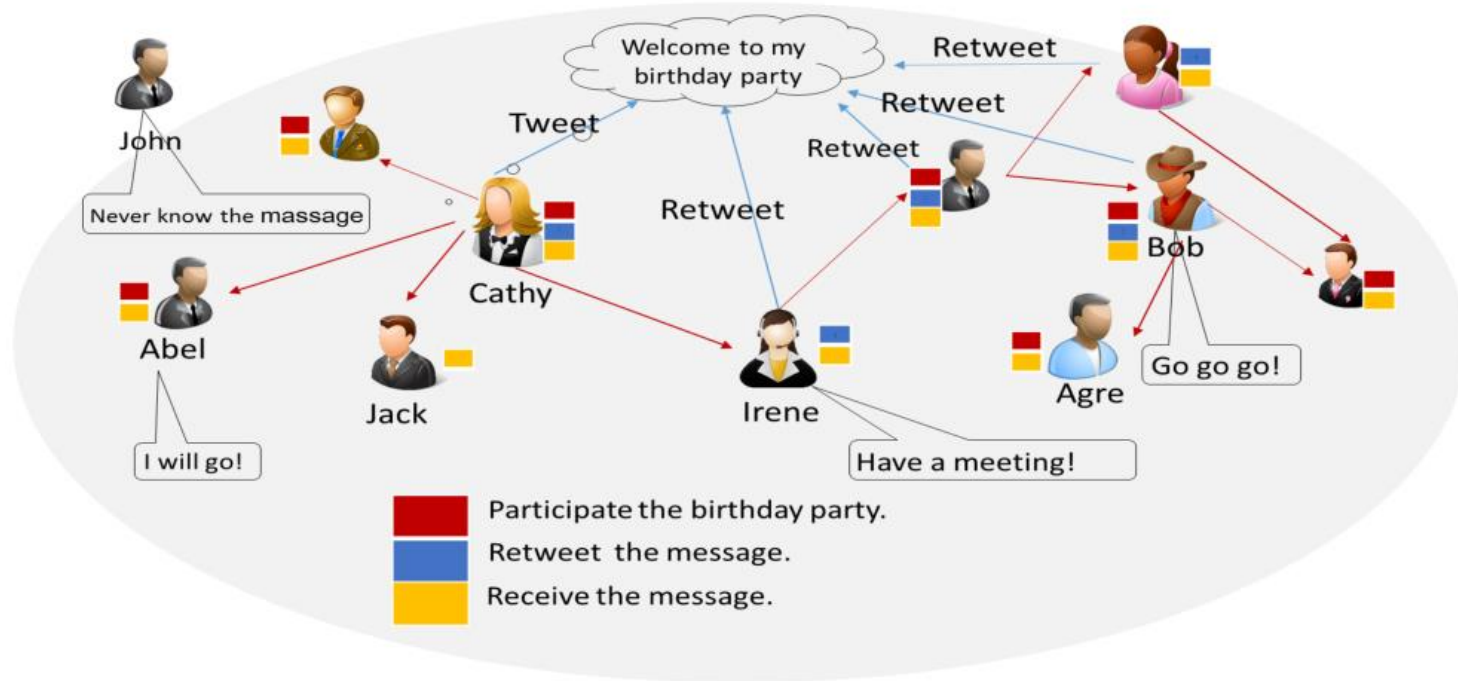 Welcome to my
birthday party
Retweet
Retweet
Tweet
John
Retweet
Never know the massage
Retweet
Bob
Cathy
Abel
Go go go!
Agre
Jack
Irene
I will go!
Have a meeting!
Participate the birthday party.
Retweet the message.
Receive the message.